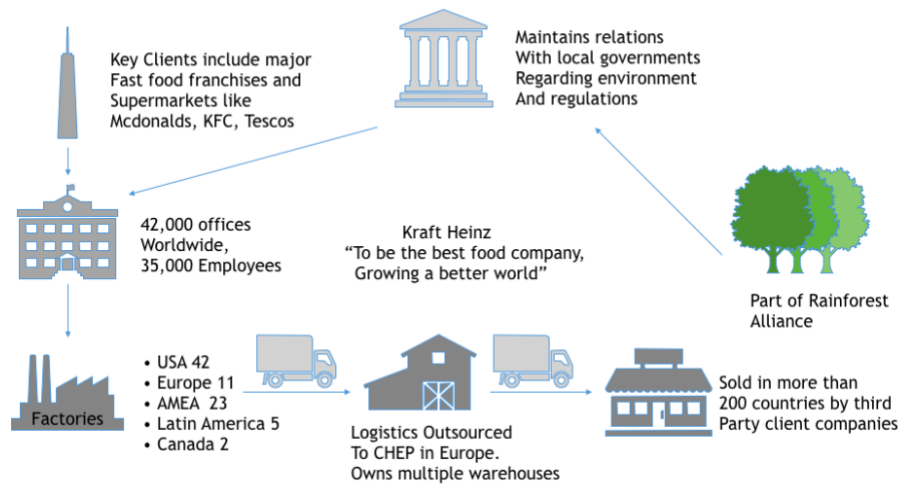 Key Clients include major
Fast food franchises and
Supermarkets like
Mcdonalds, KFC, Tescos
Maintains relations
With local governments
Regarding environment
And regulations
42,000 offices
Worldwide,
35,000 Employees
Kraft Heinz
“To be the best food company,
Growing a better world”
Part of Rainforest
Alliance
Factories
• USA 42
• Europe 11
• AMEA 23
• Latin America 5
• Canada 2
Logistics Outsourced
To CHEP in Europe.
Owns multiple warehouses
Sold in more than
200 countries by third
Party client companies